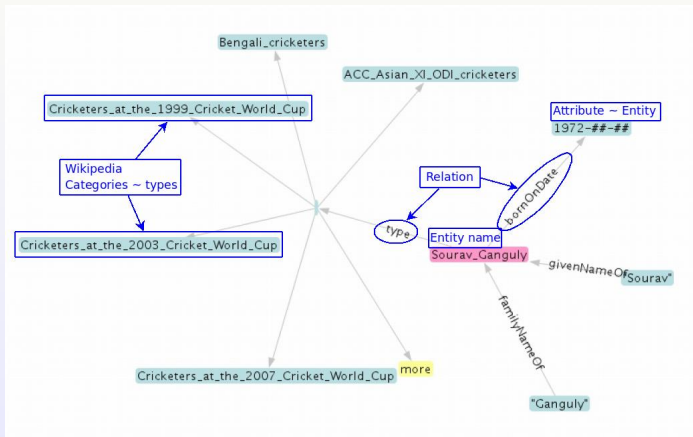 Bengali_cricketers
ACC_Asian_XI_ODI_cricketers
Cricketers_at_the_1999_Cricket_World_Cup
Attribute ~ Entity
1972-##-##
Wikipedia
Categories ~ types
Relation
bornOnDate
type
Entity name
Cricketers_at_the_2003_Cricket_World_Cup
Sourav_Ganguly
givenNameOf
"Sourav"
familyNameOf
Cricketers_at_the_2007_Cricket_World_Cup
more
"Ganguly"